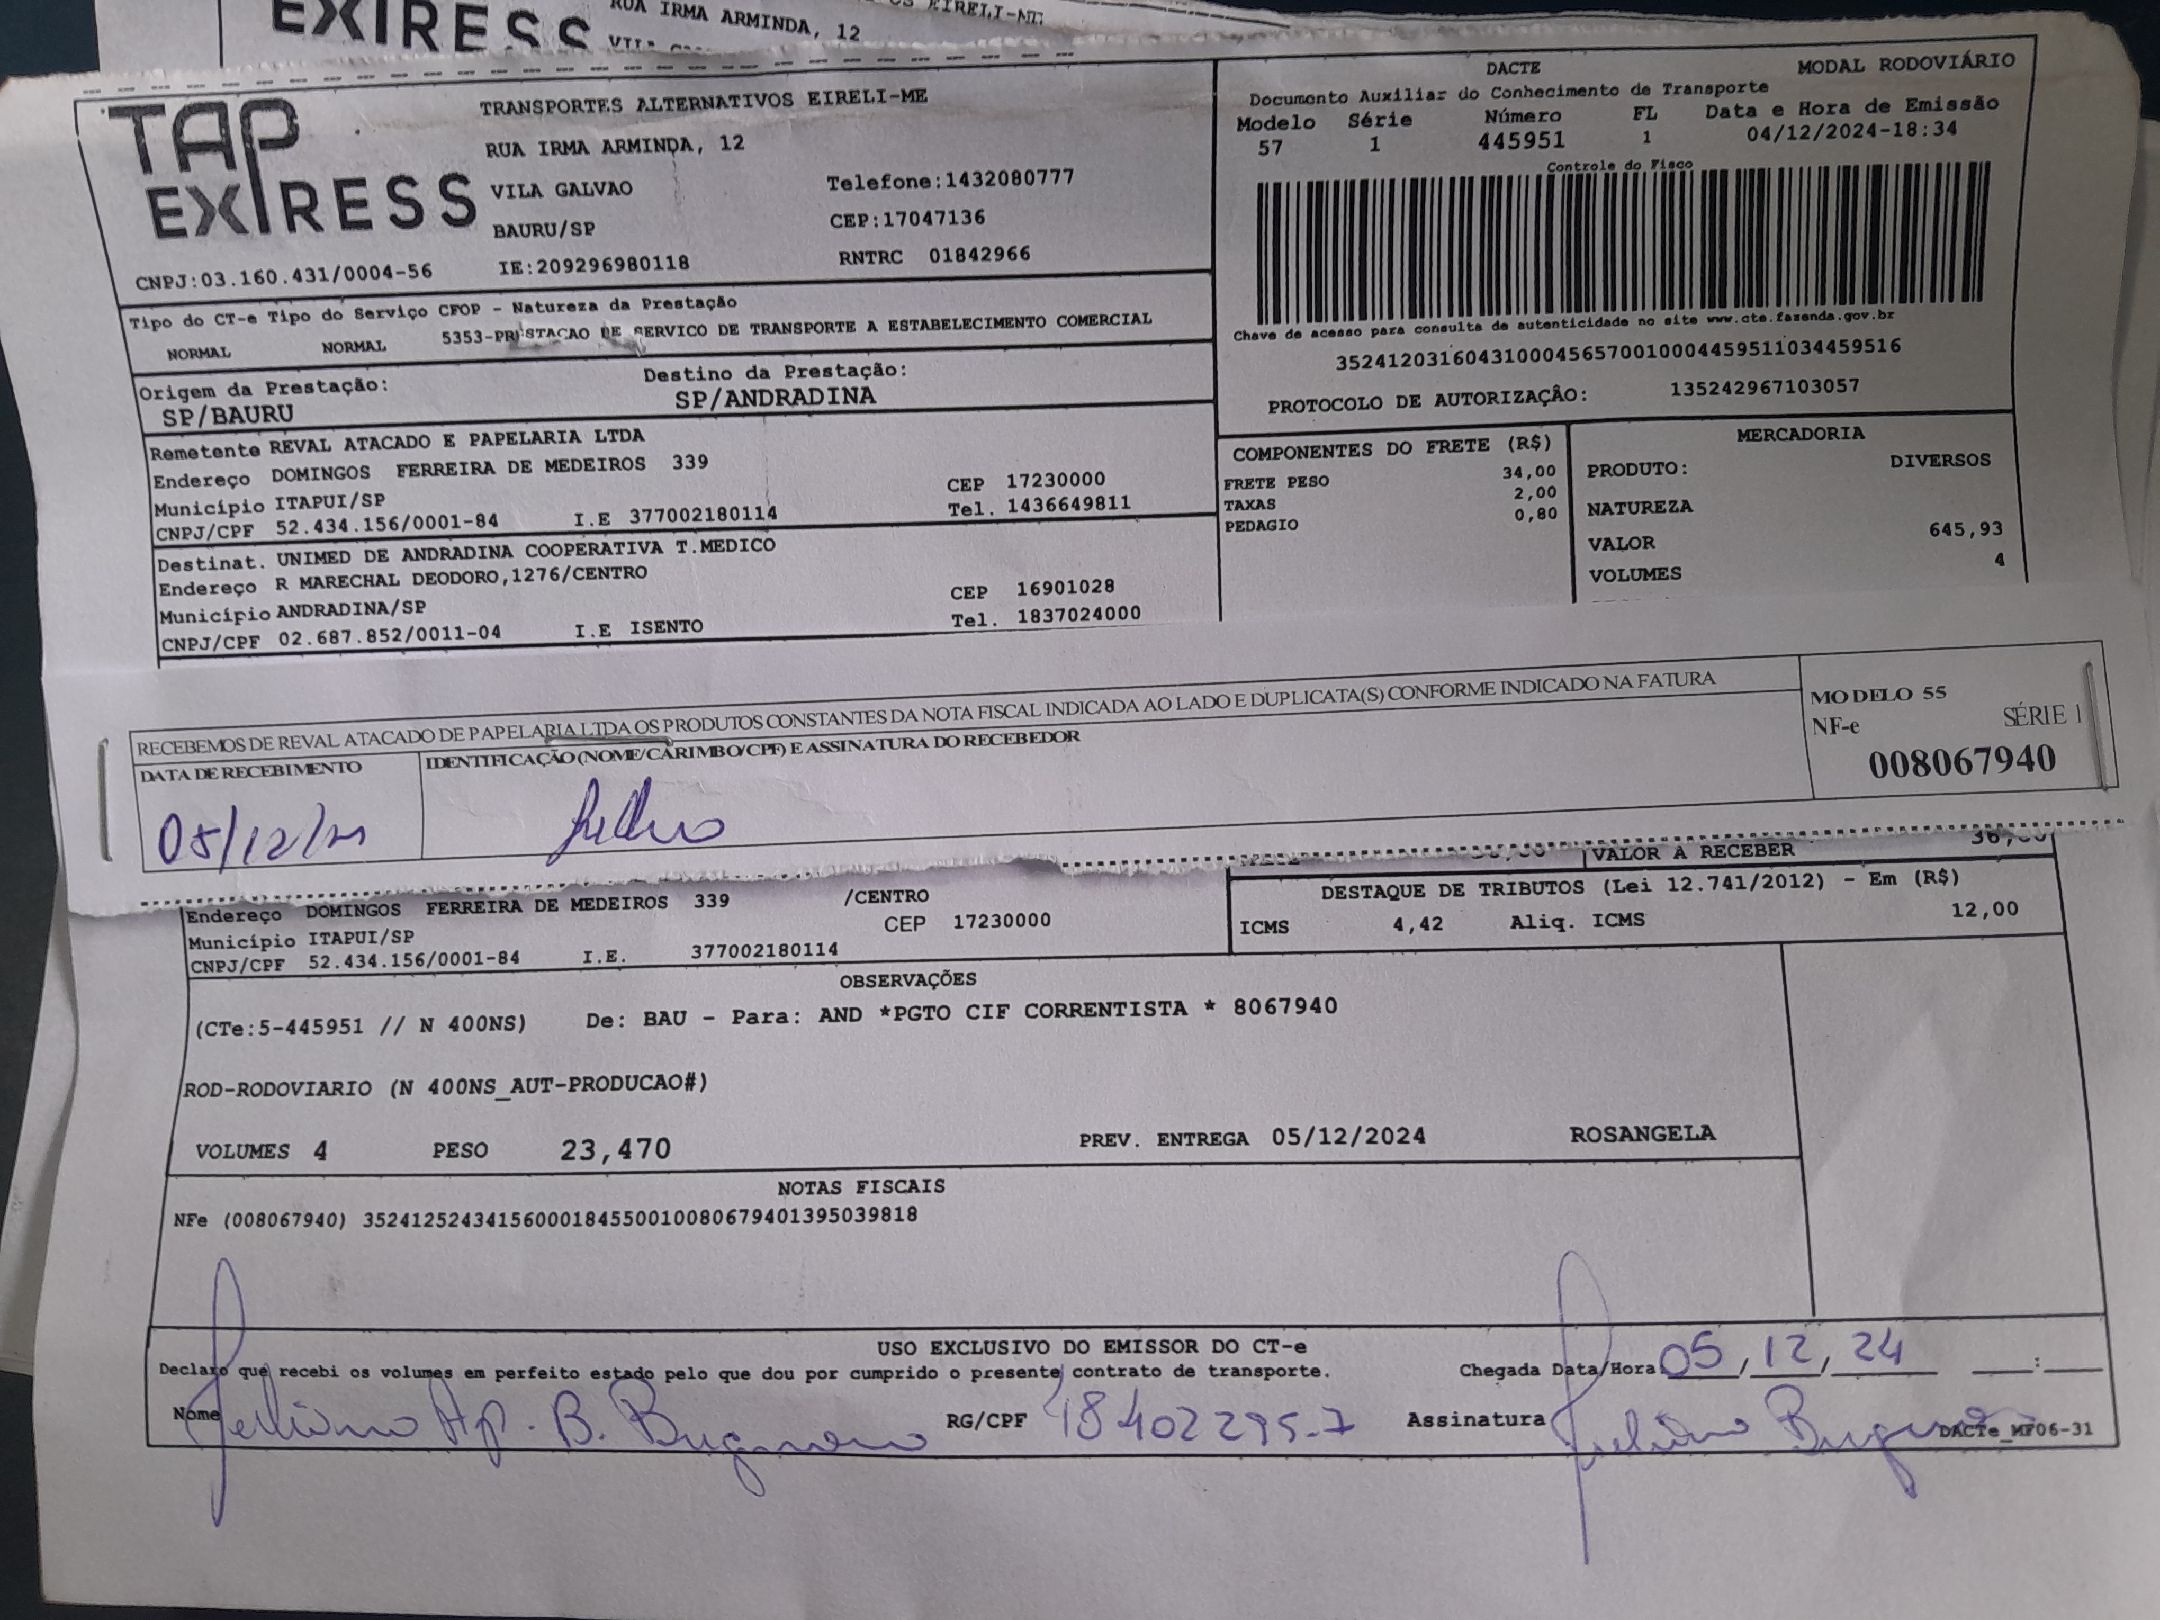 EXPRESS
RUA IRMA ARMINDA, 12
EIRELI-ME
TAP EXPRESS
TRANSPORTES ALTERNATIVOS EIRELI-ME
RUA IRMA ARMINDA, 12
VILA GALVAO Telefone:1432080777
BAURU/SP CEP:17047136
CNPJ:03.160.431/0004-56 IE:209296980118 RNTRC 01842966
DACTE MODAL RODOVIÁRIO
Documento Auxiliar do Conhecimento de Transporte
Modelo Série Número FL Data e Hora de Emissão
57 1 445951 1 04/12/2024-18:34
Controle do Fisco
Chave de acesso para consulta de autenticidade no site www.cte.fazenda.gov.br
35241203160431000456570010004459511034459516
PROTOCOLO DE AUTORIZAÇÃO: 135242967103057
Tipo do CT-e Tipo do Serviço CFOP - Natureza da Prestação
NORMAL NORMAL 5353-PRESTACAO DE SERVICO DE TRANSPORTE A ESTABELECIMENTO COMERCIAL
Origem da Prestação: Destino da Prestação:
SP/BAURU SP/ANDRADINA
Remetente REVAL ATACADO E PAPELARIA LTDA
Endereço DOMINGOS FERREIRA DE MEDEIROS 339
Município ITAPUI/SP CEP 17230000
CNPJ/CPF 52.434.156/0001-84 I.E 377002180114 Tel. 1436649811
Destinat. UNIMED DE ANDRADINA COOPERATIVA T.MEDICO
Endereço R MARECHAL DEODORO,1276/CENTRO
Município ANDRADINA/SP CEP 16901028
CNPJ/CPF 02.687.852/0011-04 I.E ISENTO Tel. 1837024000
COMPONENTES DO FRETE (R$)
FRETE PESO 34,00
TAXAS 2,00
PEDAGIO 0,80
MERCADORIA
PRODUTO: DIVERSOS
NATUREZA
VALOR 645,93
VOLUMES 4
RECEBEMOS DE REVAL ATACADO DE PAPELARIA LTDA OS PRODUTOS CONSTANTES DA NOTA FISCAL INDICADA AO LADO E DUPLICATA(S) CONFORME INDICADO NA FATURA
DATA DE RECEBIMENTO IDENTIFICAÇÃO (NOME/CARIMBO/CPF) E ASSINATURA DO RECEBEDOR
05/12/
MODELO 55
NF-e SÉRIE 1
008067940
VALOR A RECEBER
DESTAQUE DE TRIBUTOS (Lei 12.741/2012) - Em (R$)
ICMS 4,42 Aliq. ICMS 12,00
Endereço DOMINGOS FERREIRA DE MEDEIROS 339 /CENTRO
Município ITAPUI/SP CEP 17230000
CNPJ/CPF 52.434.156/0001-84 I.E. 377002180114
OBSERVAÇÕES
(CTe:5-445951 // N 400NS) De: BAU - Para: AND *PGTO CIF CORRENTISTA * 8067940
ROD-RODOVIARIO (N 400NS_AUT-PRODUCAO#)
VOLUMES 4 PESO 23,470 PREV. ENTREGA 05/12/2024 ROSANGELA
NOTAS FISCAIS
NFe (008067940) 35241252434156000184550010080679401395039818
USO EXCLUSIVO DO EMISSOR DO CT-e
Declaro que recebi os volumes em perfeito estado pelo que dou por cumprido o presente contrato de transporte. Chegada Data/Hora 05/12/24 __:__
Nome Ap. B. RG/CPF 18402295-7 Assinatura
DACTe_MF06-31